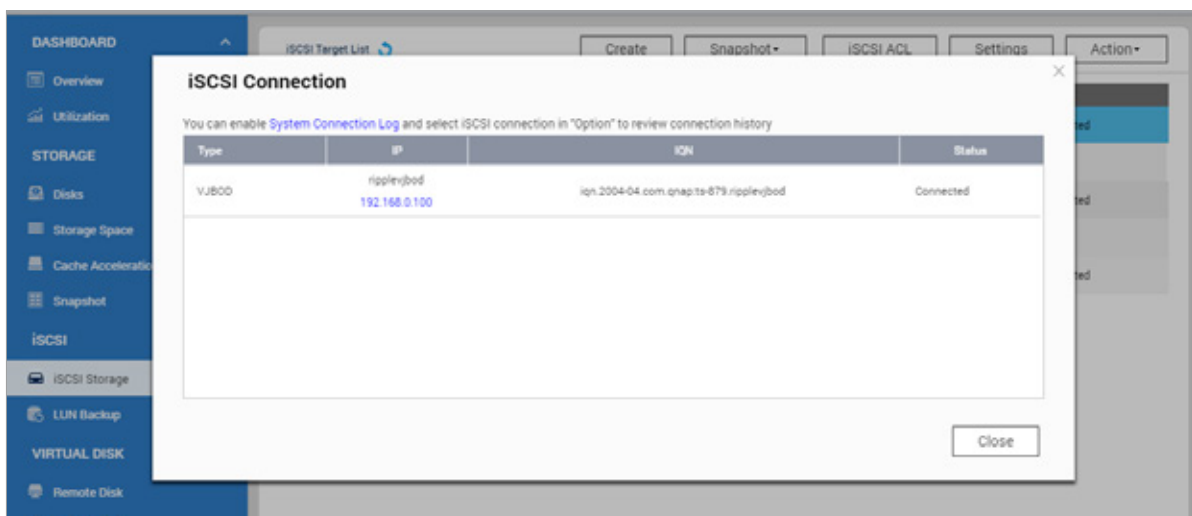 DASHBOARD
Overview
Utilization
STORAGE
Disks
Storage Space
Cache Acceleratio
Snapshot
iSCSI
iSCSI Storage
LUN Backup
VIRTUAL DISK
Remote Disk
iSCSI Target List
Create Snapshot iSCSI ACL Settings Action
iSCSI Connection
You can enable System Connection Log and select iSCSI connection in "Option" to review connection history
Type IP IQN Status
VJBOD ripplevjbod iqn.2004-04.com.qnap:ts-879.ripplevjbod Connected
192.168.0.100
Close
ted
ted
ted